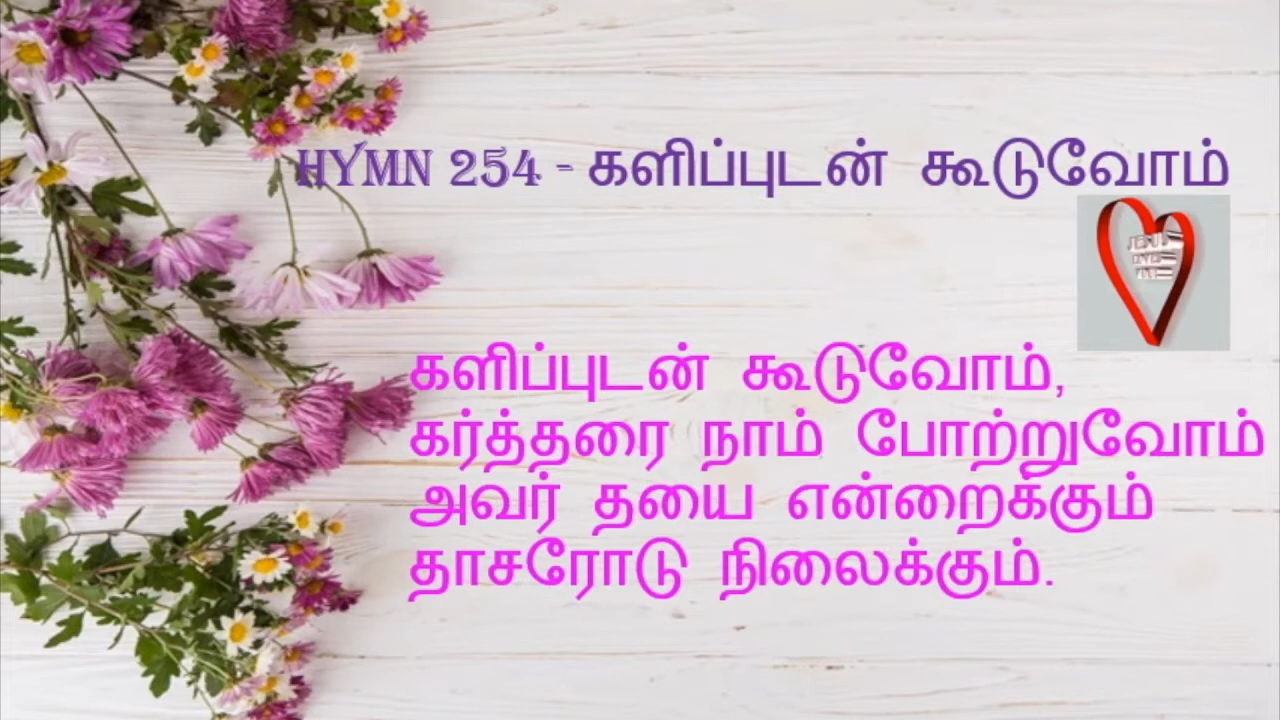 HYMN 254 - களிப்புடன் கூடுவோம்
களிப்புடன் கூடுவோம்,
கர்த்தரை நாம் போற்றுவோம்
அவர் தயை என்றைக்கும்
தாசரோடு நிலைக்கும்.